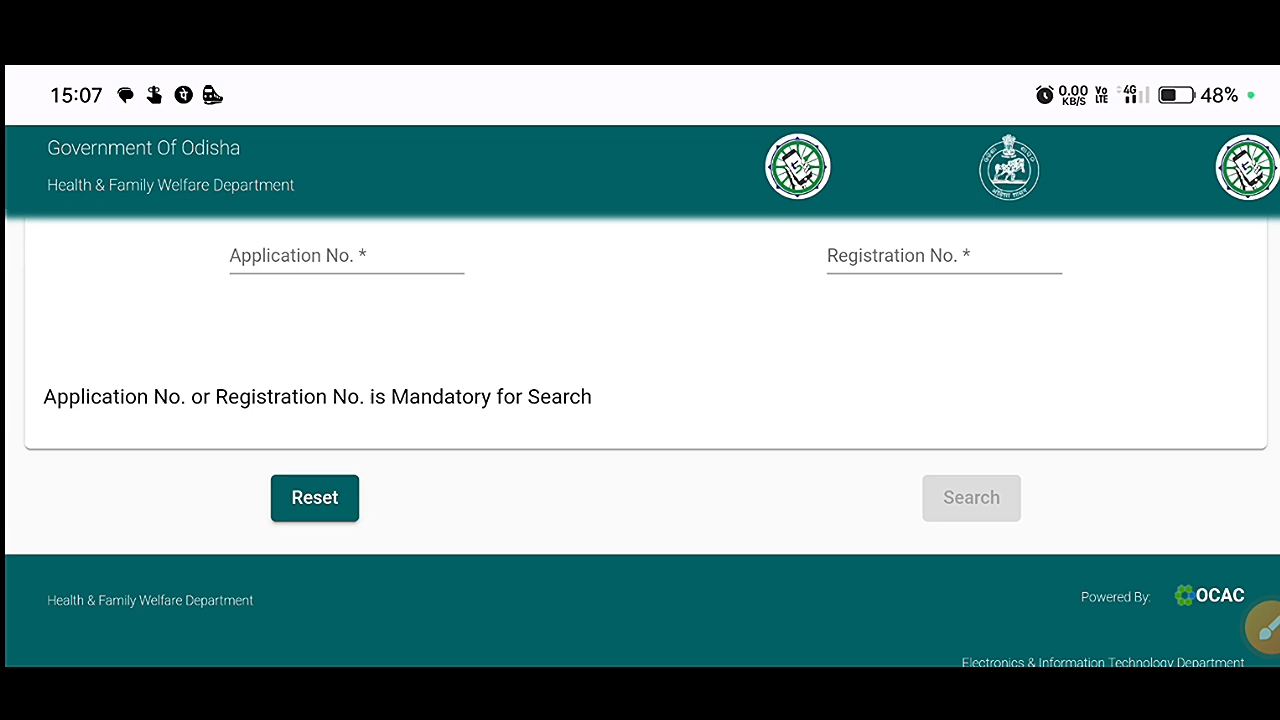 15:07
0.00 KB/S
Vo LTE
4G
48%
Government Of Odisha
Health & Family Welfare Department
Application No. *
Registration No. *
Application No. or Registration No. is Mandatory for Search
Reset
Search
Health & Family Welfare Department
Powered By:
OCAC
Electronics & Information Technology Department